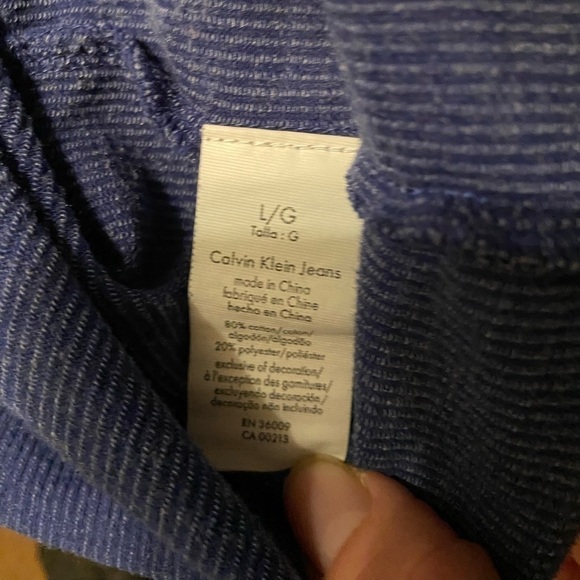 L/G
Talla : G
Calvin Klein Jeans
made in China
fabriqué en Chine
hecho en China
80% cotton/coton/
algodón/algodão
20% polyester/poliéster
exclusive of decoration/
à l'exception des garnitures/
excluyendo decoración/
decoração não incluindo
RN 36009
CA 00213